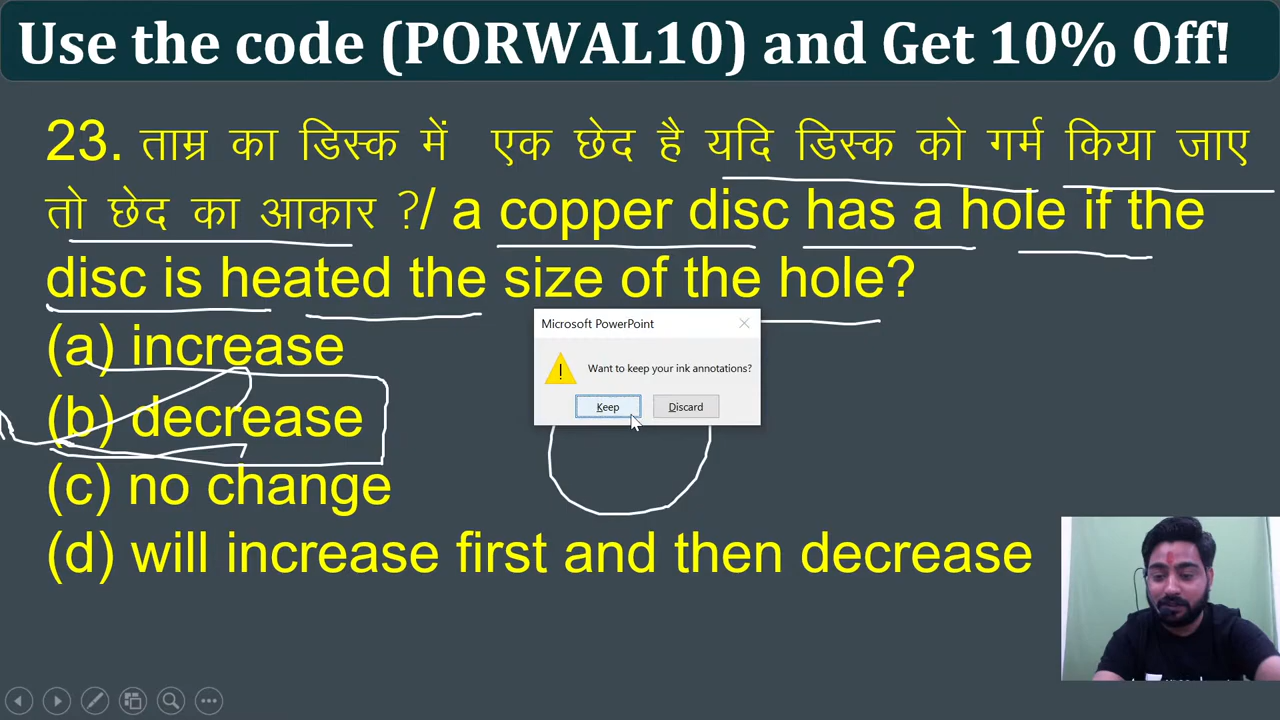 Use the code (PORWAL10) and Get 10% Off!
23. ताम्र का डिस्क में एक छेद है यदि डिस्क को गर्म किया जाए
तो छेद का आकार ?/ a copper disc has a hole if the
disc is heated the size of the hole?
Microsoft PowerPoint
(a) increase
Want to keep your ink annotations?
Keep Discard
(b) decrease
(c) no change
(d) will increase first and then decrease